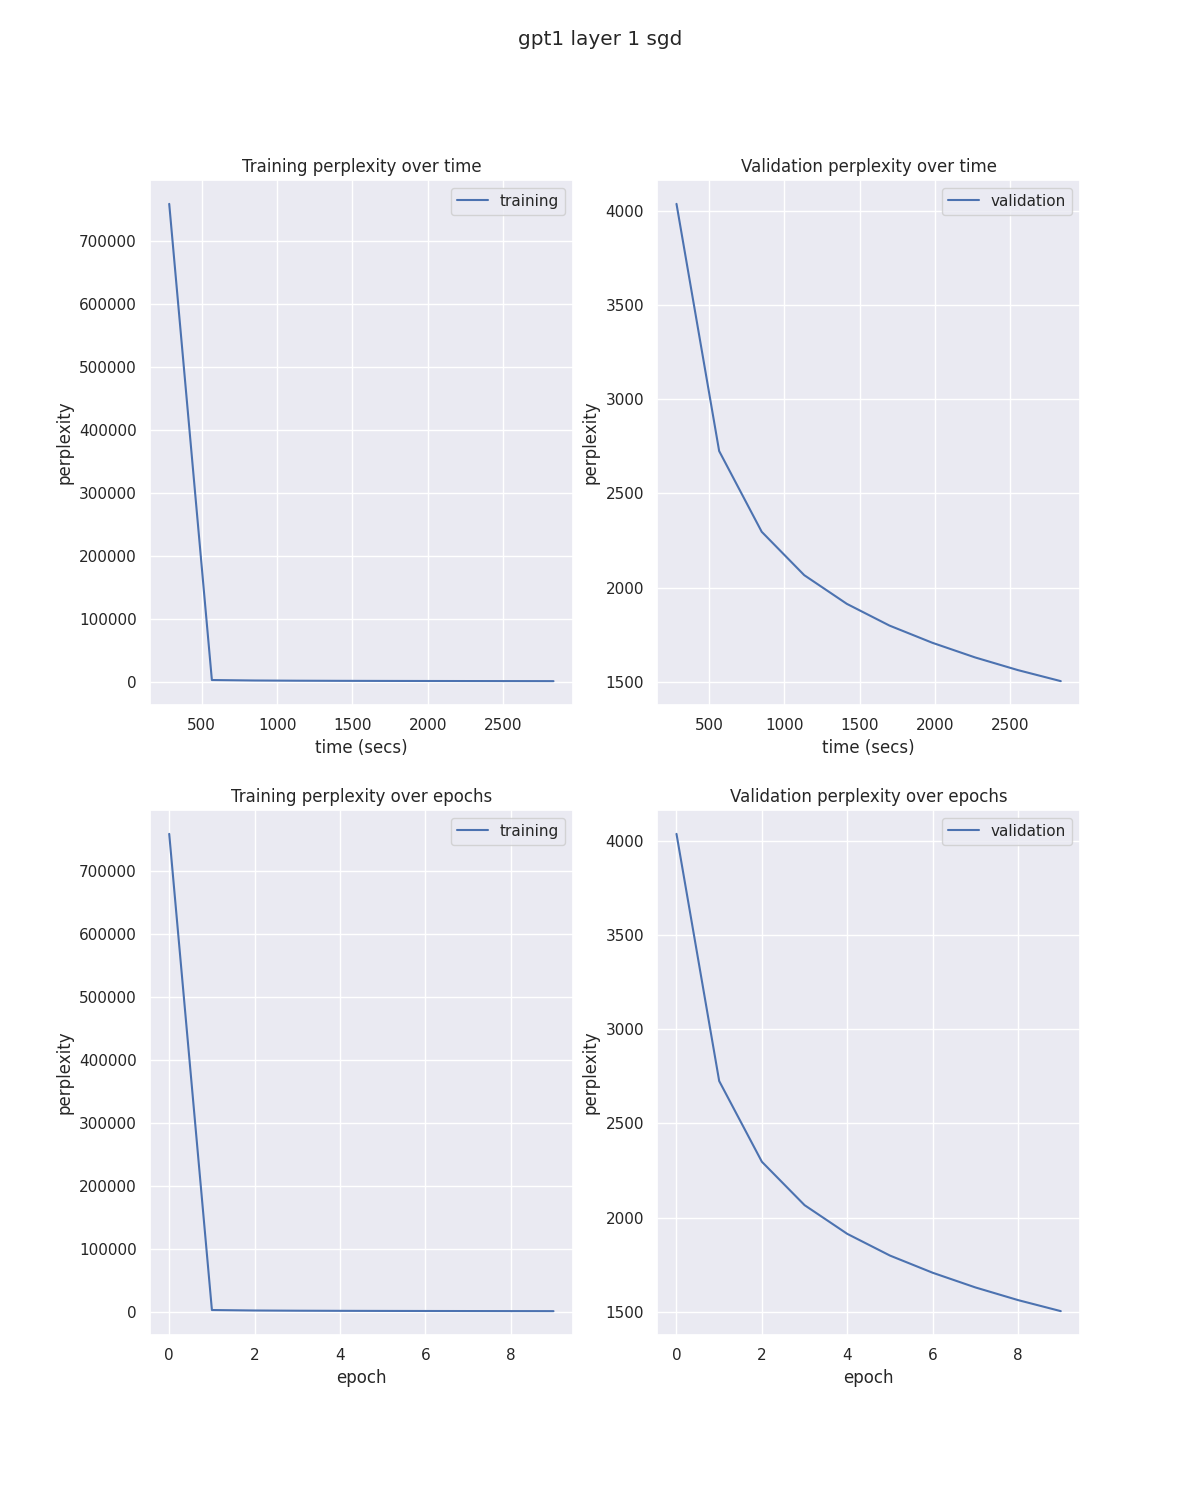 gpt1 layer 1 sgd
Training perplexity over time
training
700000
600000
500000
400000
300000
200000
100000
0
perplexity
500 1000 1500 2000 2500
time (secs)
Validation perplexity over time
validation
4000
3500
3000
2500
2000
1500
perplexity
500 1000 1500 2000 2500
time (secs)
Training perplexity over epochs
training
700000
600000
500000
400000
300000
200000
100000
0
perplexity
0 2 4 6 8
epoch
Validation perplexity over epochs
validation
4000
3500
3000
2500
2000
1500
perplexity
0 2 4 6 8
epoch